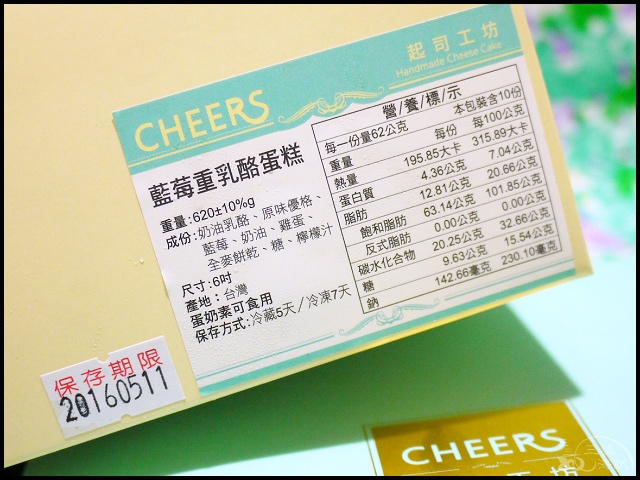 起司工坊
Handmade Cheese Cake
CHEERS
藍莓重乳酪蛋糕
重量:620±10%g
成份:奶油乳酪、原味優格、
藍莓、奶油、雞蛋、
全麥餅乾、糖、檸檬汁
尺寸:6吋
產地:台灣
蛋奶素可食用
保存方式:冷藏5天／冷凍7天
營/養/標/示
每一份量62公克 本包裝含10份
重量 每份 每100公克
熱量 195.85大卡 315.89大卡
蛋白質 4.36公克 7.04公克
脂肪 12.81公克 20.66公克
飽和脂肪 63.14公克 101.85公克
反式脂肪 0.00公克 0.00公克
碳水化合物 20.25公克 32.66公克
糖 9.63公克 15.54公克
鈉 142.66毫克 230.10毫克
保存期限
20160511
CHEERS
工坊